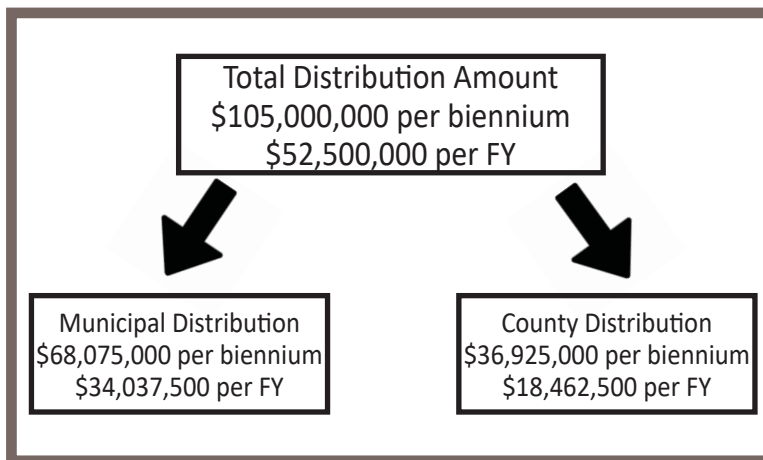 Total Distribution Amount
$105,000,000 per biennium
$52,500,000 per FY
Municipal Distribution
$68,075,000 per biennium
$34,037,500 per FY
County Distribution
$36,925,000 per biennium
$18,462,500 per FY